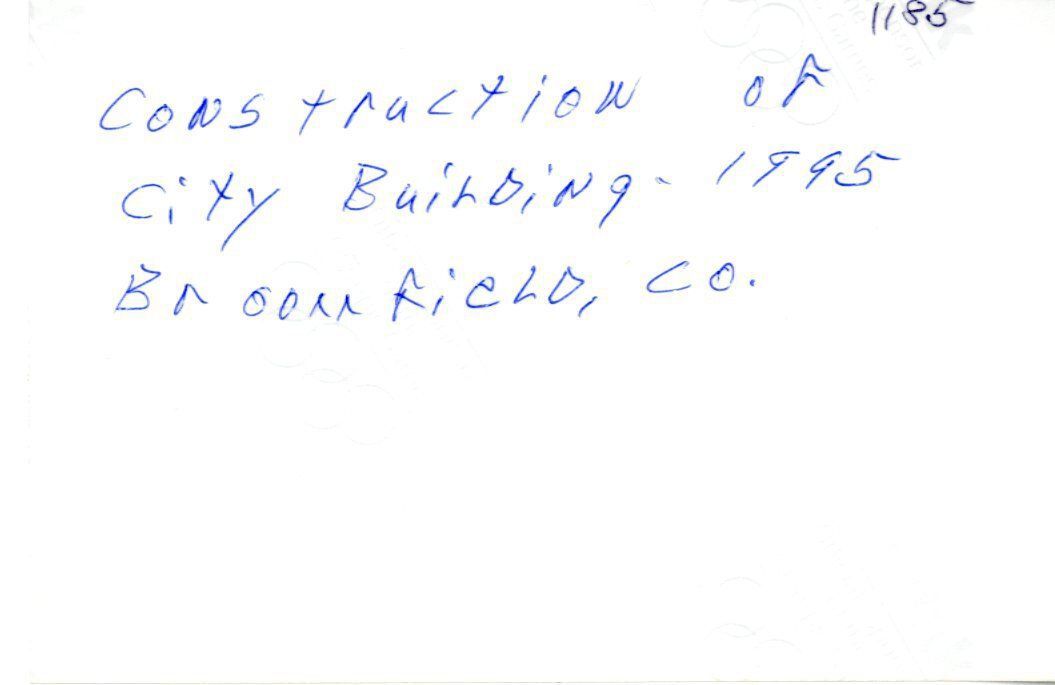 1185
Construction of
City Building - 1995
Broomfield, Co.